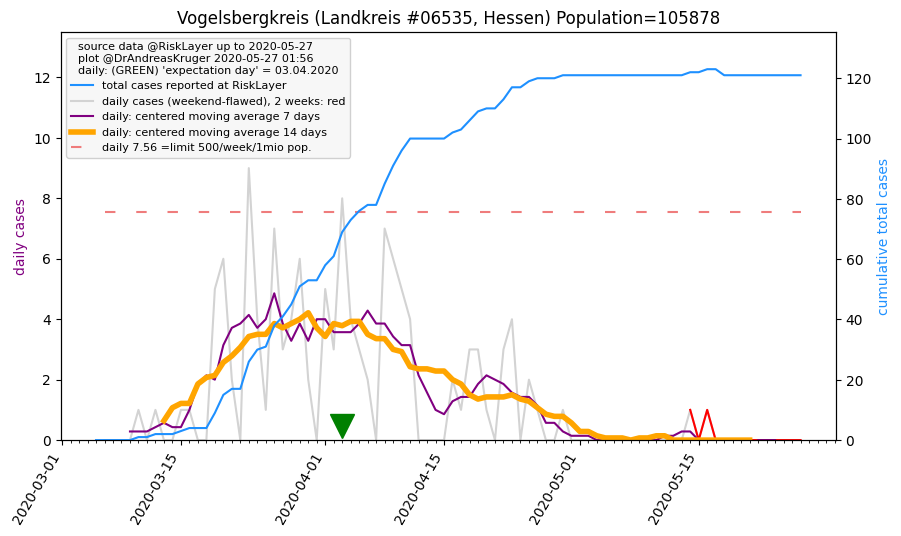 Vogelsbergkreis (Landkreis #06535, Hessen) Population=105878
source data @RiskLayer up to 2020-05-27
plot @DrAndreasKruger 2020-05-27 01:56
daily: (GREEN) 'expectation day' = 03.04.2020
total cases reported at RiskLayer
daily cases (weekend-flawed), 2 weeks: red
daily: centered moving average 7 days
daily: centered moving average 14 days
daily 7.56 =limit 500/week/1mio pop.
daily cases
12
10
8
6
4
2
0
cumulative total cases
120
100
80
60
40
20
0
2020-03-01
2020-03-15
2020-04-01
2020-04-15
2020-05-01
2020-05-15